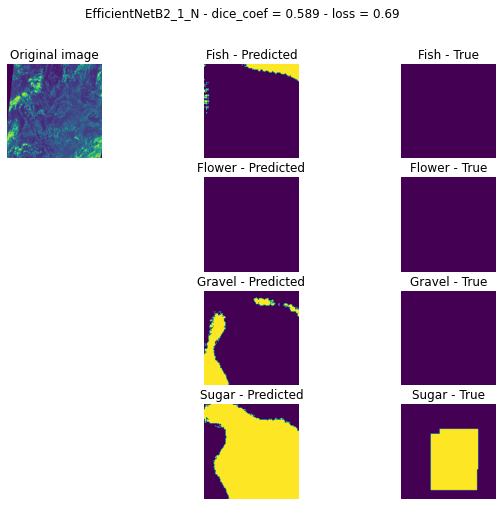 EfficientNetB2_1_N - dice_coef = 0.589 - loss = 0.69
Original image
Fish - Predicted
Fish - True
Flower - Predicted
Flower - True
Gravel - Predicted
Gravel - True
Sugar - Predicted
Sugar - True